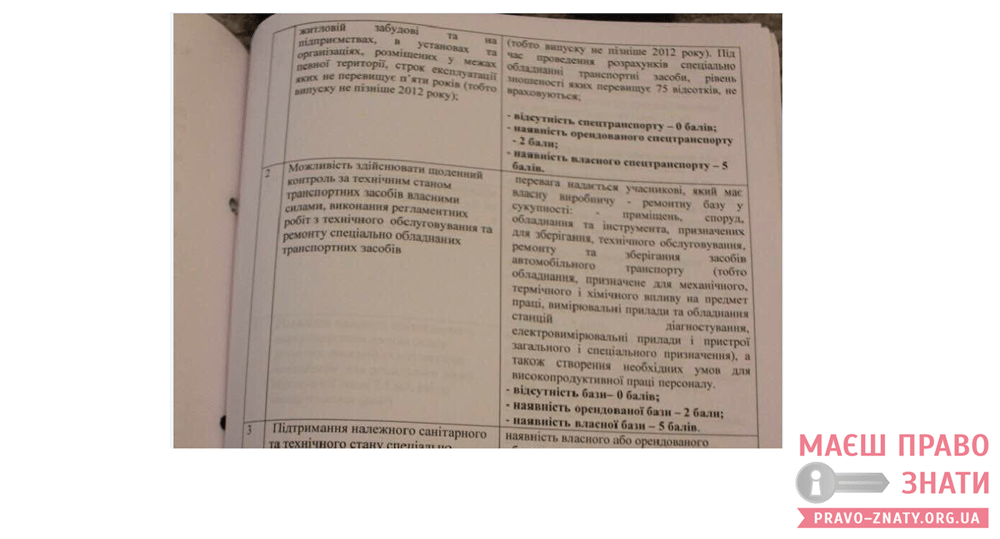 житловій забудові та на
підприємствах, в установах та
організаціях, розміщених у межах
певної території, строк експлуатації
яких не перевищує п'яти років (тобто
випуску не пізніше 2012 року);
(тобто випуску не пізніше 2012 року). Під
час проведення розрахунків спеціально
обладнанні транспортні засоби, рівень
зношеності яких перевищує 75 відсотків, не
враховуються;
- відсутність спецтранспорту – 0 балів;
- наявність орендованого спецтранспорту
- 2 бали;
- наявність власного спецтранспорту – 5
балів.
2
Можливість здійснювати щоденний
контроль за технічним станом
транспортних засобів власними
силами, виконання регламентних
робіт з технічного обслуговування та
ремонту спеціально обладнаних
транспортних засобів
перевага надається учасникові, який має
власну виробничу - ремонтну базу у
сукупності: - приміщень, споруд,
обладнання та інструмента, призначених
для зберігання, технічного обслуговування,
ремонту та зберігання засобів
автомобільного транспорту (тобто
обладнання, призначене для механічного,
термічного і хімічного впливу на предмет
праці, вимірювальні прилади та обладнання
станцій діагностування,
електровимірювальні прилади і пристрої
загального і спеціального призначення), а
також створення необхідних умов для
високопродуктивної праці персоналу.
- відсутність бази– 0 балів;
- наявність орендованої бази – 2 бали;
- наявність власної бази – 5 балів.
3
Підтримання належного санітарного
та технічного стану спеціально
наявність власного або орендованого
МАЄШ ПРАВО
ЗНАТИ
PRAVO-ZNATY.ORG.UA